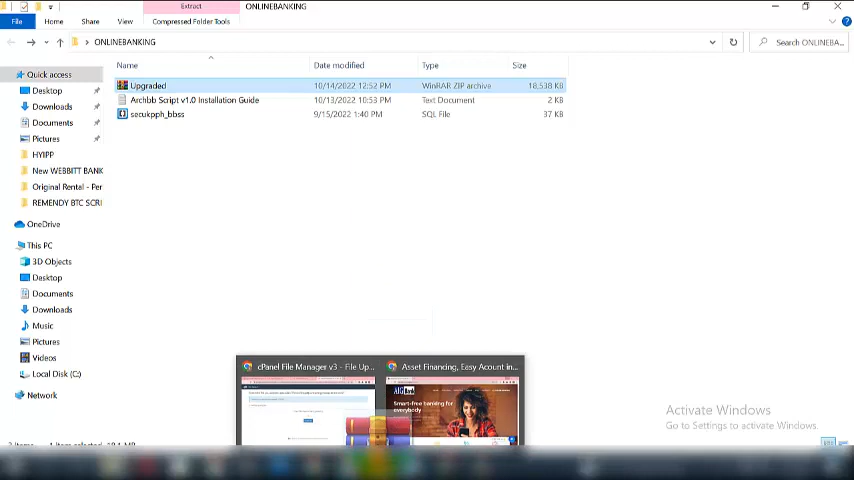 Extract
ONLINEBANKING
File
Home
Share
View
Compressed Folder Tools
ONLINEBANKING
Search ONLINEBA...
Name
Date modified
Type
Size
Quick access
Desktop
Downloads
Documents
Pictures
HYIPP
New WEBBITT BANK
Original Rental - Per
REMENDY BTC SCRI
OneDrive
This PC
3D Objects
Desktop
Documents
Downloads
Music
Pictures
Videos
Local Disk (C:)
Network
Upgraded 10/14/2022 12:52 PM WinRAR ZIP archive 18,538 KB
Archbb Script v1.0 Installation Guide 10/13/2022 10:53 PM Text Document 2 KB
secukpph_bbss 9/15/2022 1:40 PM SQL File 37 KB
cPanel File Manager v3 - File Up...
Asset Financing, Easy Acount in...
Smart-free banking for
everybody
Activate Windows
Go to Settings to activate Windows.